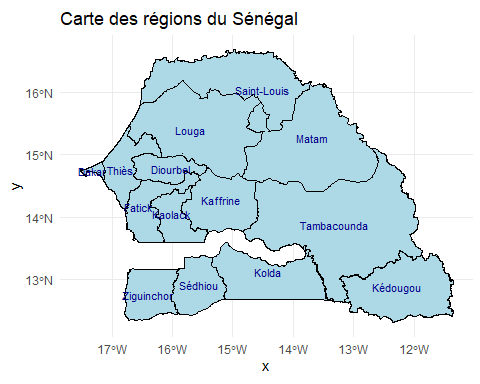 Carte des régions du Sénégal
16°N
15°N
14°N
13°N
y
Saint-Louis
Louga
Matam
Dakar
Thiès
Diourbel
Fatick
Kaolack
Kaffrine
Tambacounda
Ziguinchor
Sédhiou
Kolda
Kédougou
17°W
16°W
15°W
14°W
13°W
12°W
x